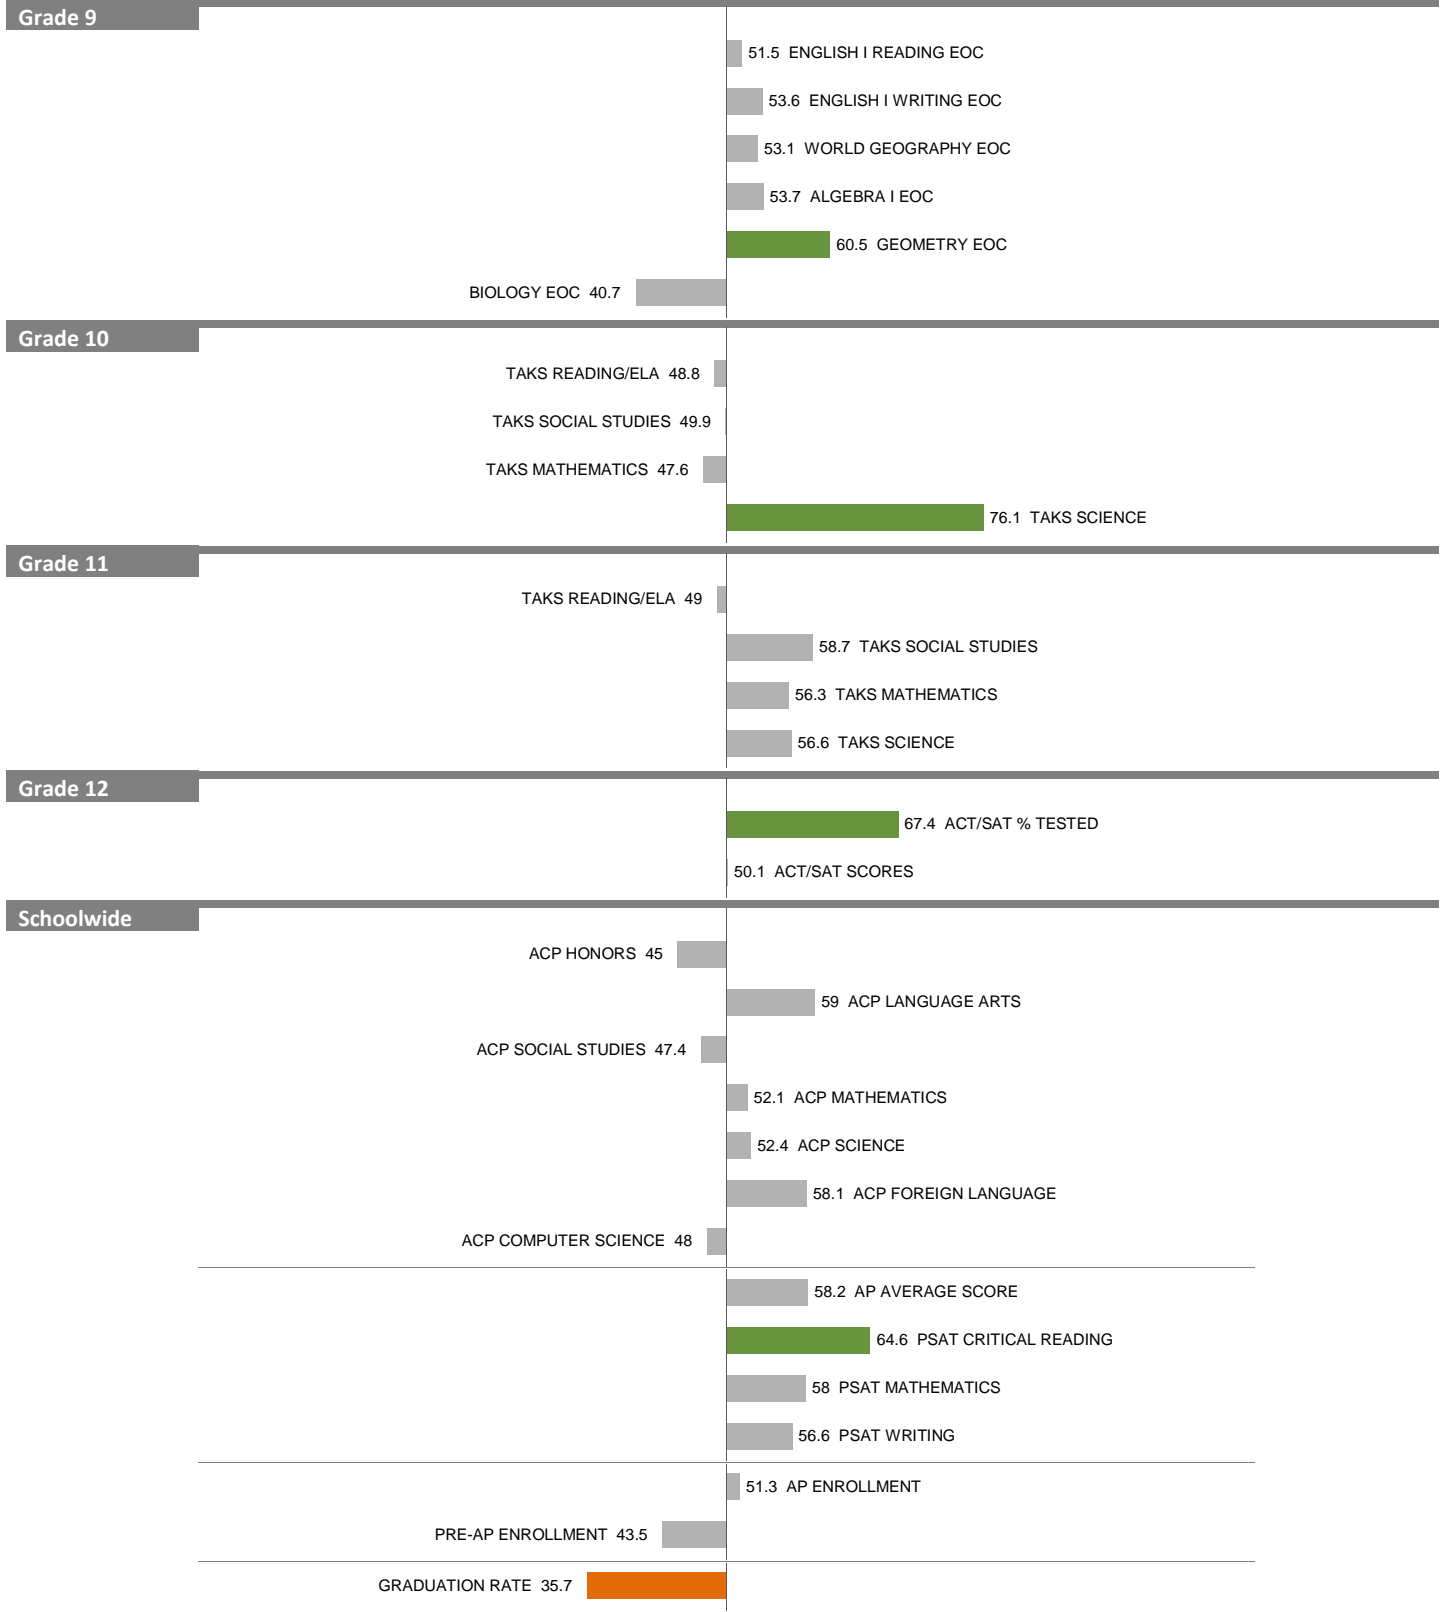 Grade 9
51.5 ENGLISH I READING EOC
53.6 ENGLISH I WRITING EOC
53.1 WORLD GEOGRAPHY EOC
53.7 ALGEBRA I EOC
60.5 GEOMETRY EOC
BIOLOGY EOC 40.7
Grade 10
TAKS READING/ELA 48.8
TAKS SOCIAL STUDIES 49.9
TAKS MATHEMATICS 47.6
76.1 TAKS SCIENCE
Grade 11
TAKS READING/ELA 49
58.7 TAKS SOCIAL STUDIES
56.3 TAKS MATHEMATICS
56.6 TAKS SCIENCE
Grade 12
67.4 ACT/SAT % TESTED
50.1 ACT/SAT SCORES
Schoolwide
ACP HONORS 45
59 ACP LANGUAGE ARTS
ACP SOCIAL STUDIES 47.4
52.1 ACP MATHEMATICS
52.4 ACP SCIENCE
58.1 ACP FOREIGN LANGUAGE
ACP COMPUTER SCIENCE 48
58.2 AP AVERAGE SCORE
64.6 PSAT CRITICAL READING
58 PSAT MATHEMATICS
56.6 PSAT WRITING
51.3 AP ENROLLMENT
PRE-AP ENROLLMENT 43.5
GRADUATION RATE 35.7